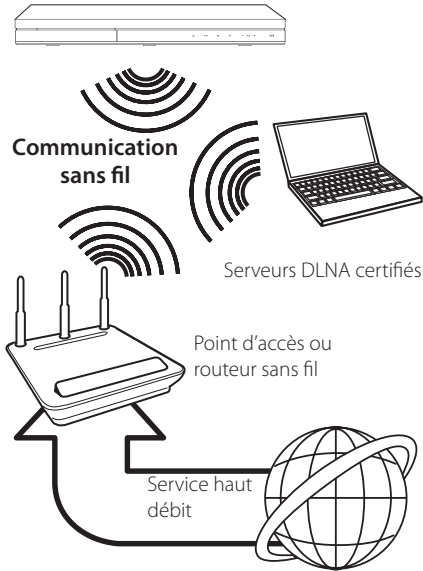 Communication
sans fil
Serveurs DLNA certifiés
Point d'accès ou
routeur sans fil
Service haut
débit